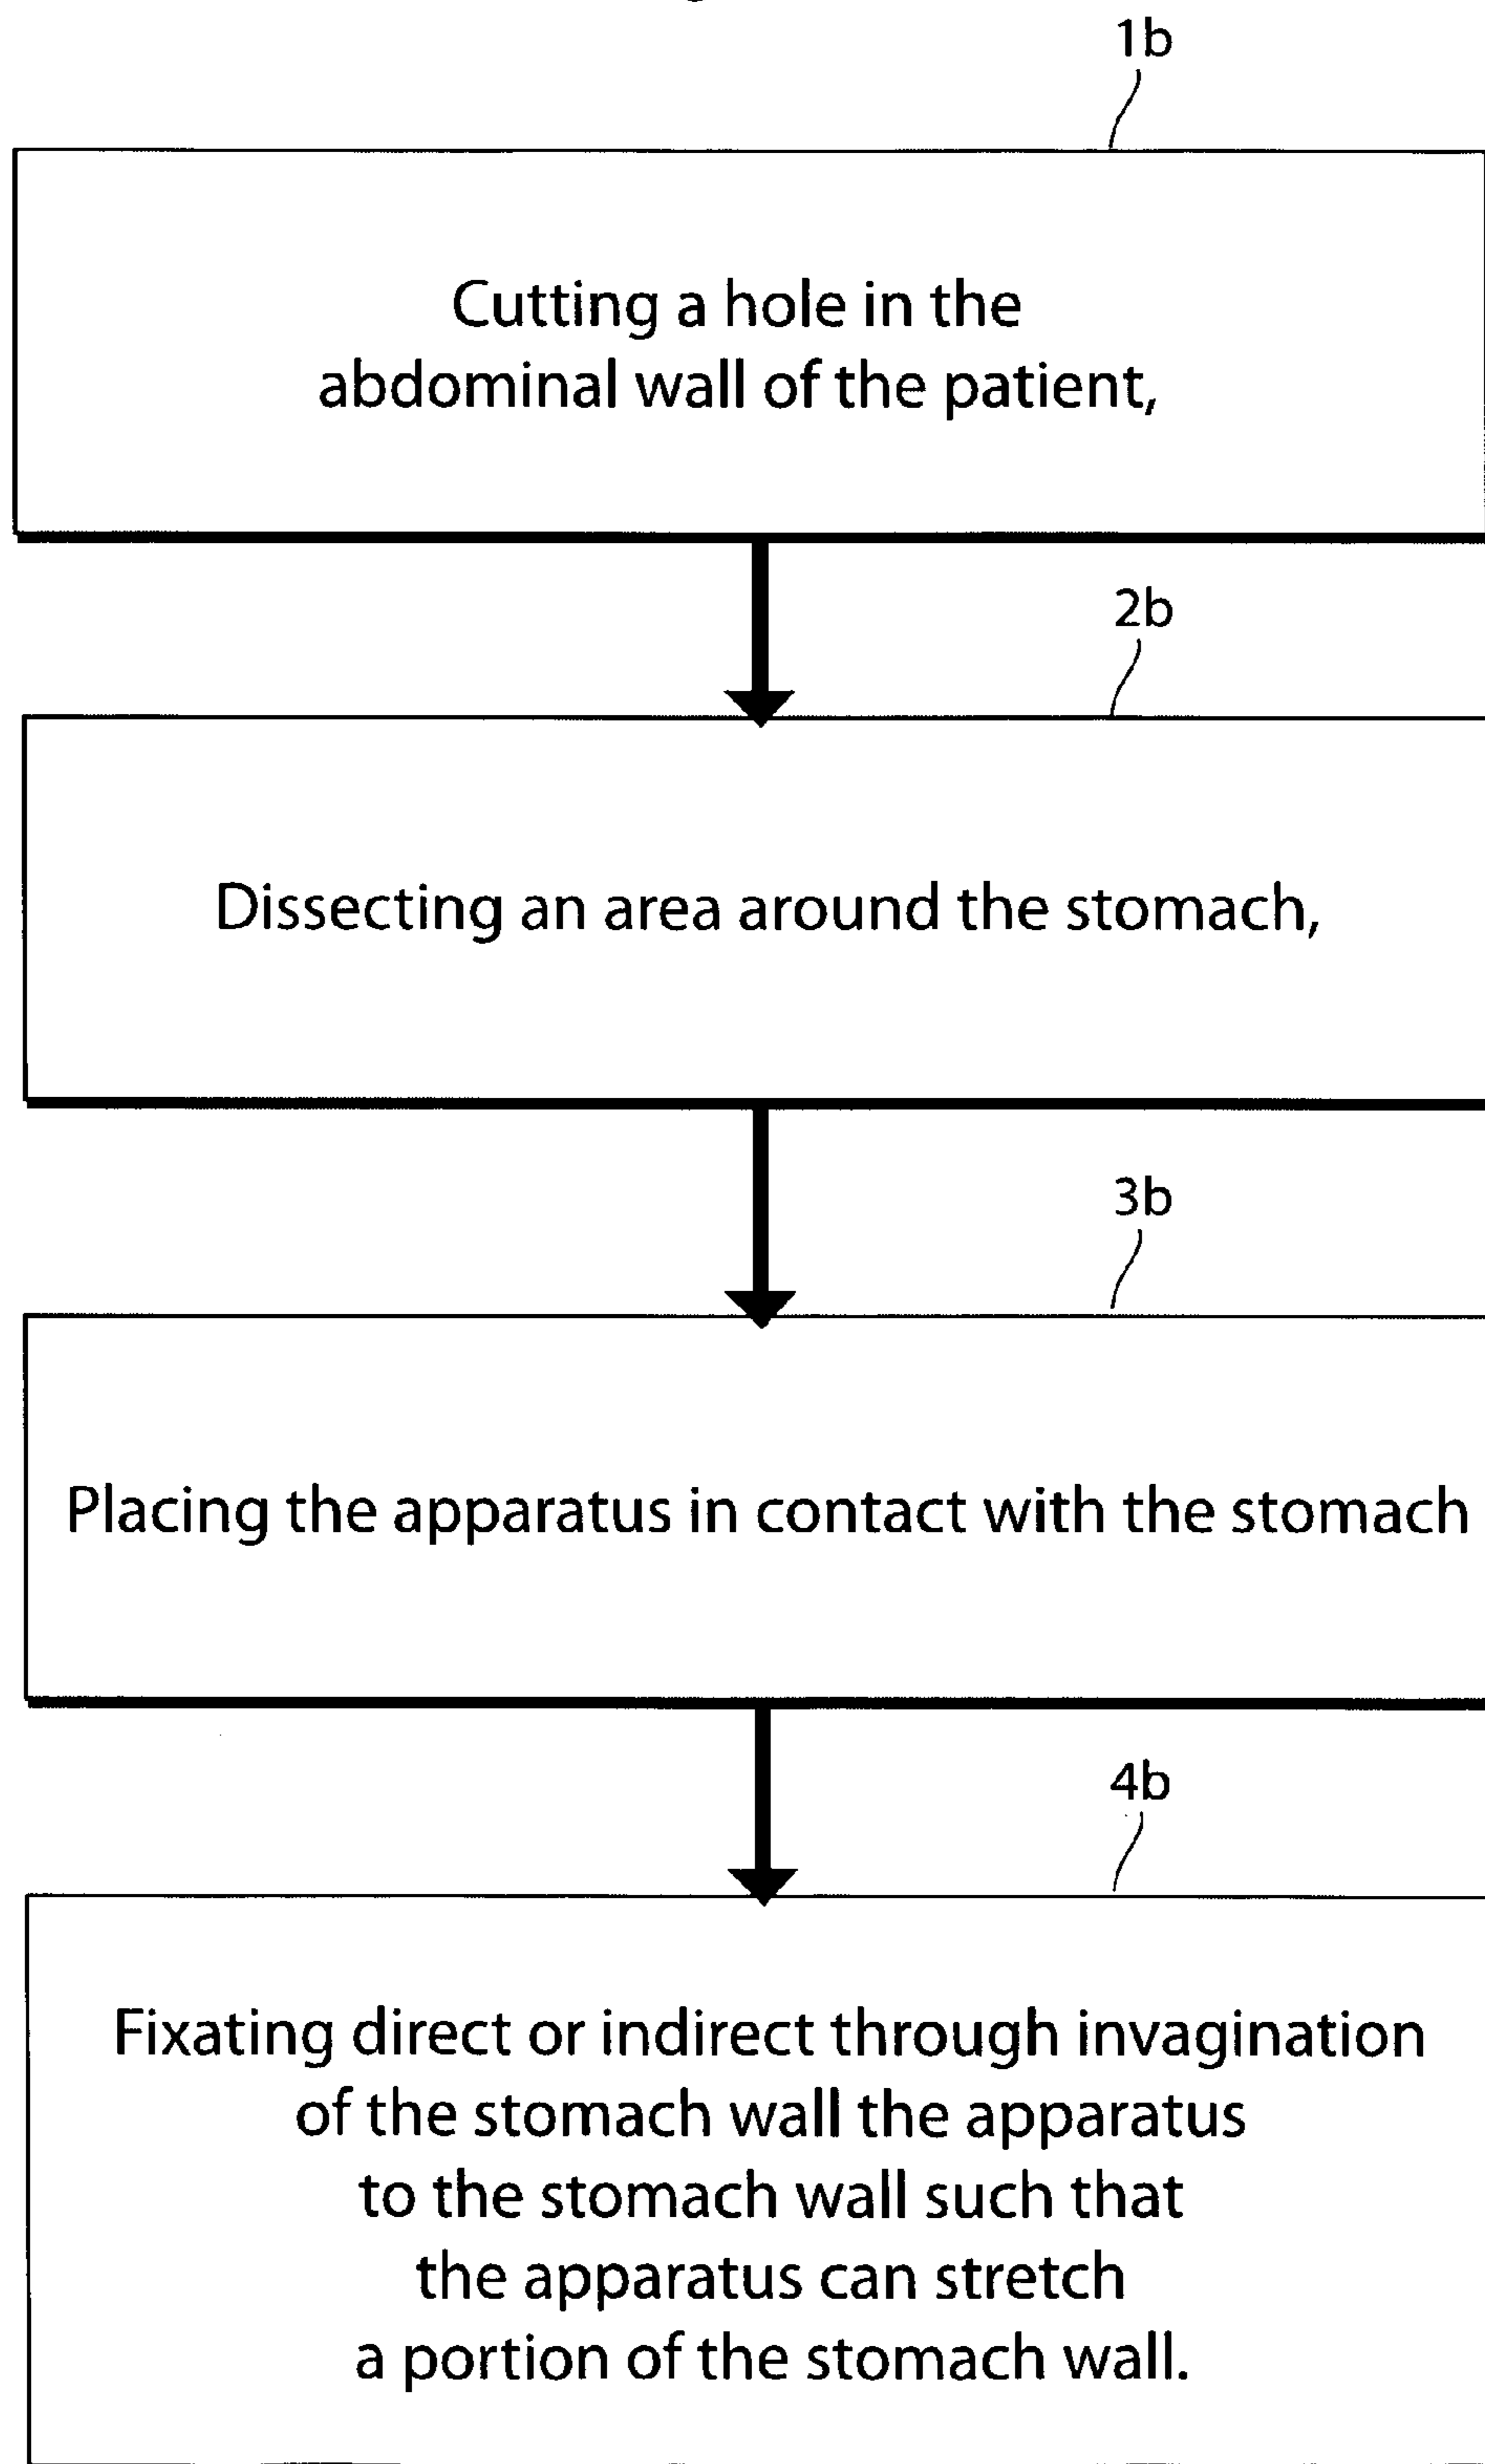 1b
Cutting a hole in the
abdominal wall of the patient,
2b
Dissecting an area around the stomach,
3b
Placing the apparatus in contact with the stomach
4b
Fixating direct or indirect through invagination
of the stomach wall the apparatus
to the stomach wall such that
the apparatus can stretch
a portion of the stomach wall.